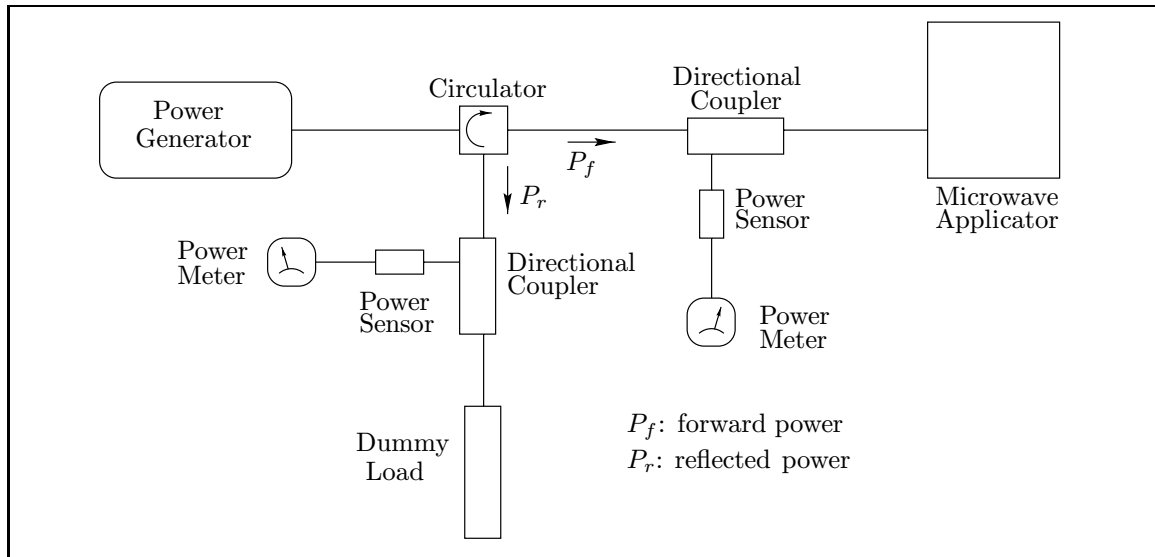 Power
Generator
Circulator
Directional
Coupler
P_f
P_r
Power
Sensor
Microwave
Applicator
Power
Meter
Directional
Coupler
Power
Sensor
Power
Meter
Dummy
Load
P_f: forward power
P_r: reflected power